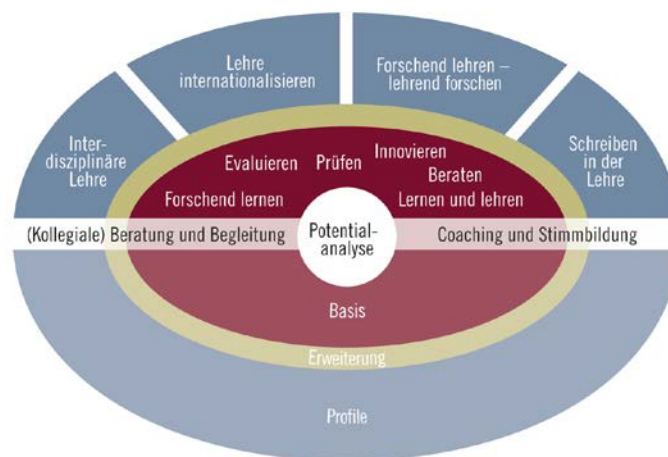 Lehre
internationalisieren
Forschend lehren –
lehrend forschen
Inter-
disziplinäre
Lehre
Schreiben
in der
Lehre
Evaluieren
Prüfen
Innovieren
Beraten
Forschend lernen
Lernen und lehren
(Kollegiale) Beratung und Begleitung
Potential-
analyse
Coaching und Stimmbildung
Basis
Erweiterung
Profile